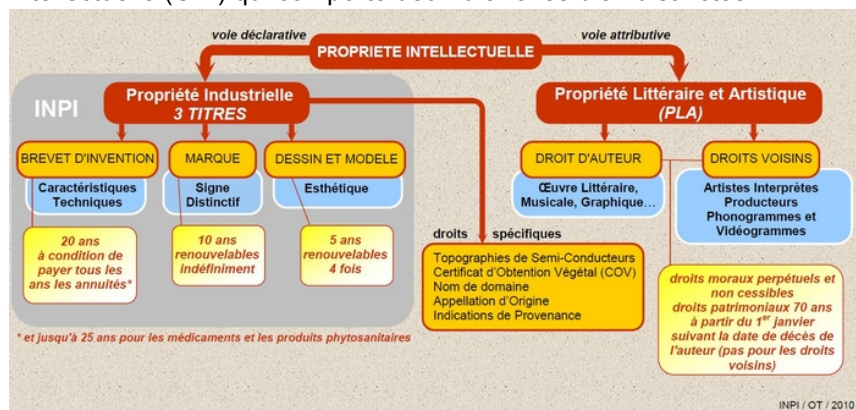 voie déclarative
PROPRIETE INTELLECTUELLE
voie attributive
INPI
Propriété Industrielle
3 TITRES
Propriété Littéraire et Artistique
(PLA)
BREVET D'INVENTION
MARQUE
DESSIN ET MODELE
DROIT D'AUTEUR
DROITS VOISINS
Caractéristiques
Techniques
Signe
Distinctif
Esthétique
Œuvre Littéraire,
Musicale, Graphique…
Artistes Interprètes
Producteurs
Phonogrammes et
Vidéogrammes
20 ans
à condition de
payer tous les
ans les annuités*
10 ans
renouvelables
indéfiniment
5 ans
renouvelables
4 fois
droits spécifiques
Topographies de Semi-Conducteurs
Certificat d'Obtention Végétal (COV)
Nom de domaine
Appellation d'Origine
Indications de Provenance
droits moraux perpétuels et
non cessibles
droits patrimoniaux 70 ans
à partir du 1er janvier
suivant la date de décès de
l'auteur (pas pour les droits
voisins)
* et jusqu'à 25 ans pour les médicaments et les produits phytosanitaires
INPI / OT / 2010